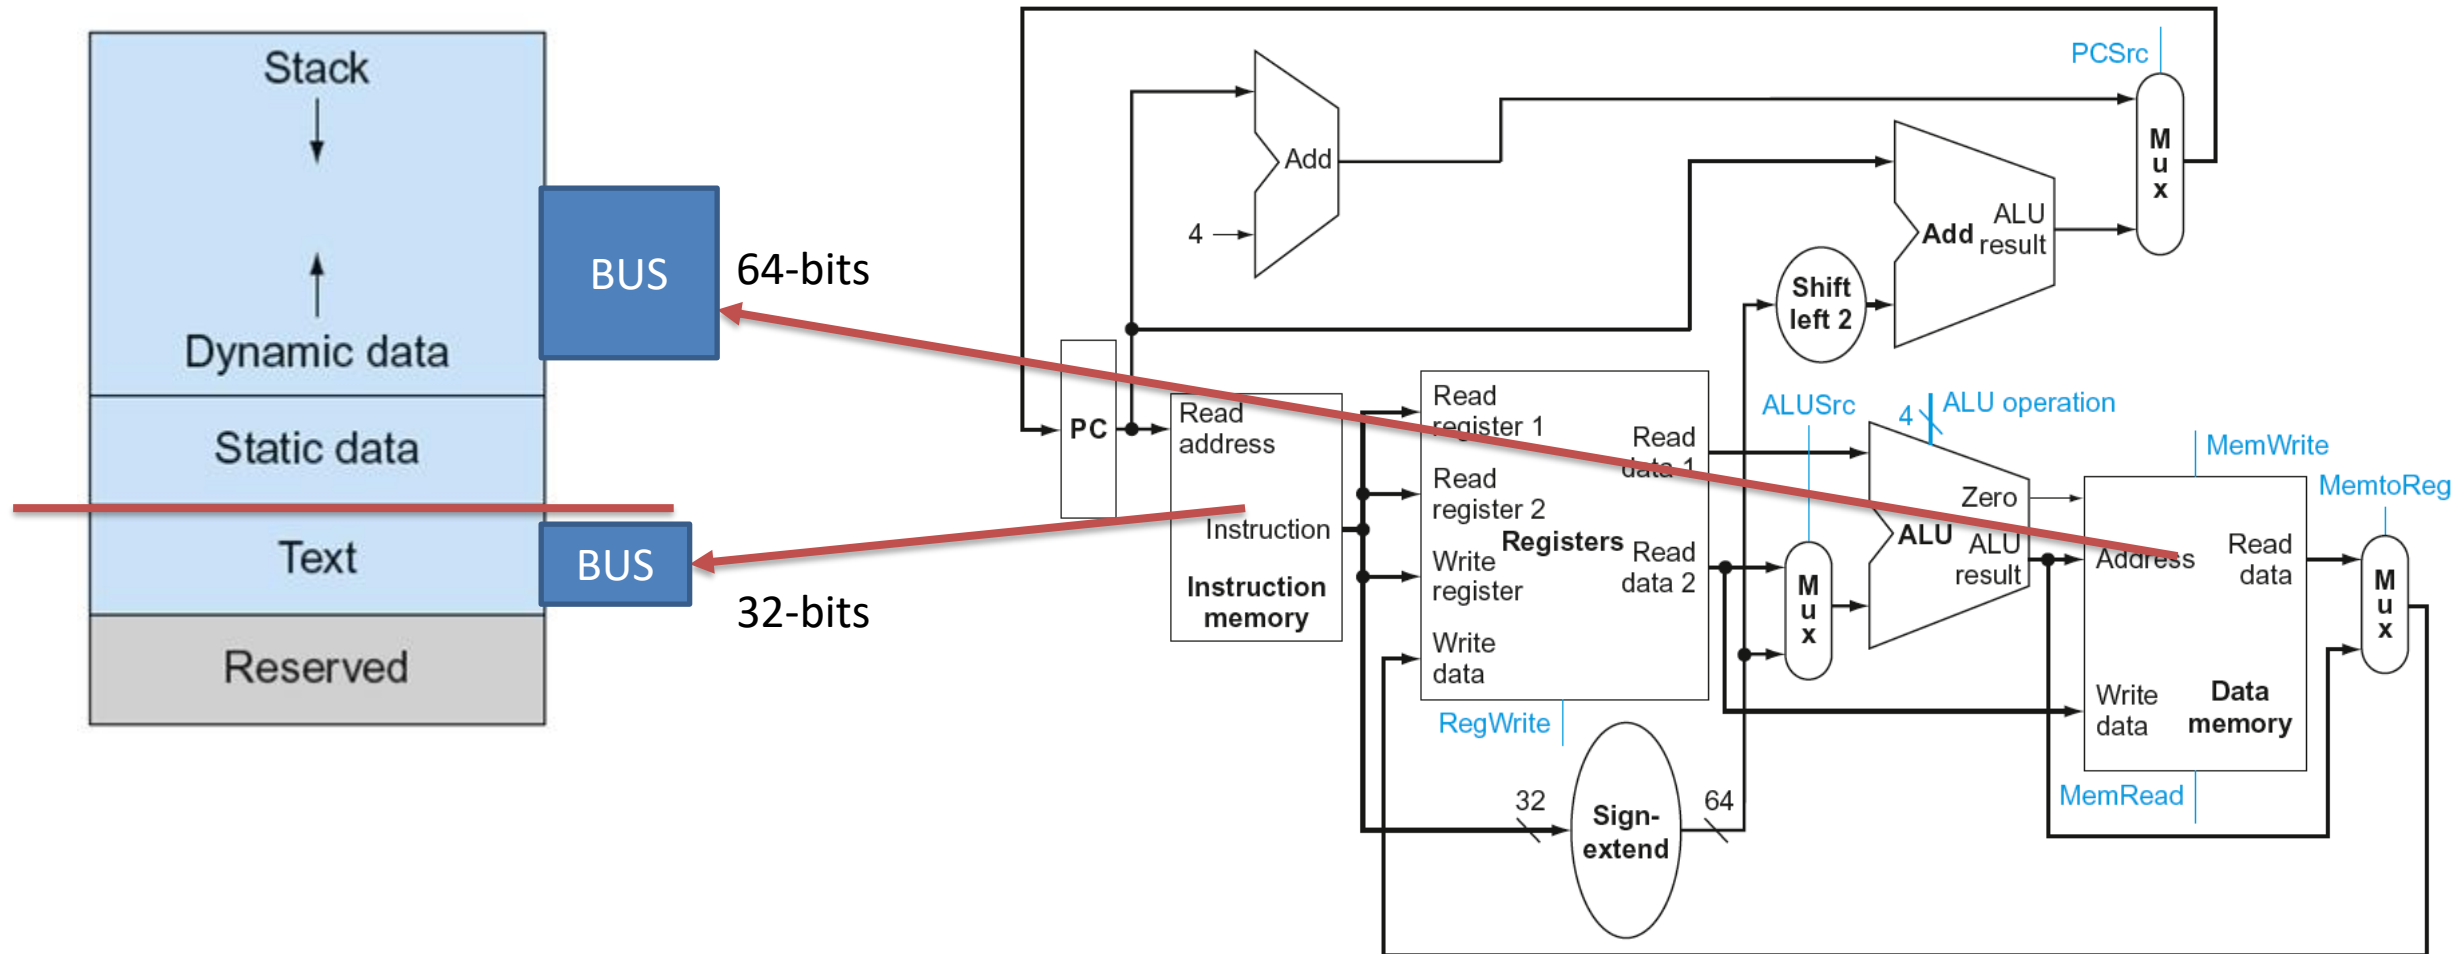 Stack
Dynamic data
Static data
Text
Reserved
BUS
64-bits
BUS
32-bits
PC
4
Add
Read
address
Instruction
Instruction
memory
Read
register 1
Read
register 2
Write
register
Write
data
Registers
Read
data 1
Read
data 2
RegWrite
32
Sign-
extend
64
Shift
left 2
Add
ALU
result
PCSrc
M
u
x
ALUSrc
M
u
x
4
ALU operation
Zero
ALU
ALU
result
MemWrite
Address
Read
data
Write
data
Data
memory
MemRead
MemtoReg
M
u
x